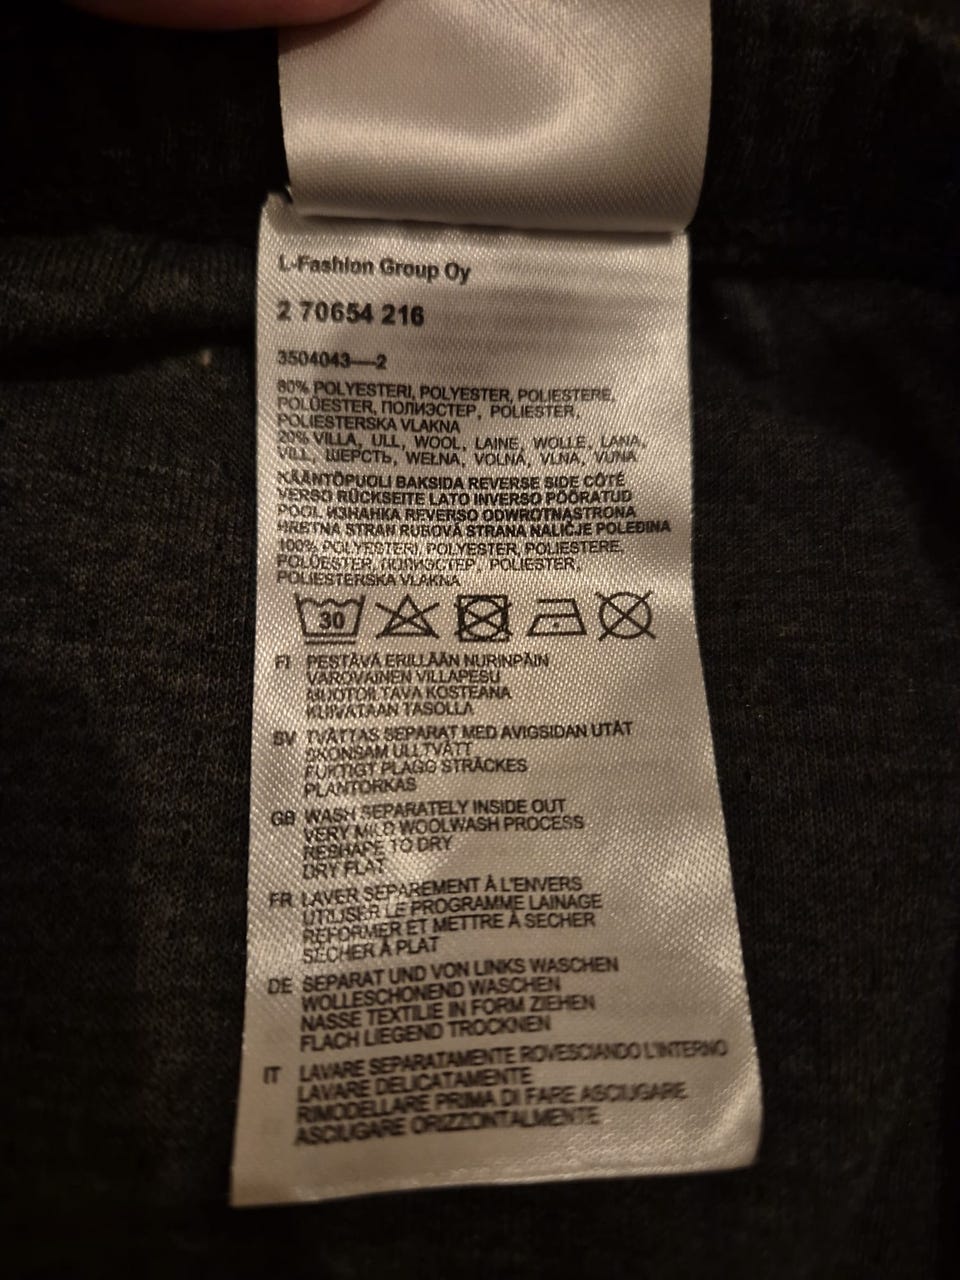 L-Fashion Group Oy
2 70654 216
3504043—2
80% POLYESTERI, POLYESTER, POLIESTERE,
POLÜESTER, ПОЛИЭСТЕР, POLIESTER,
POLIESTERSKA VLAKNA
20% VILLA, ULL, WOOL, LAINE, WOLLE, LANA,
VILL, ШЕРСТЬ, WEŁNA, VOLNÁ, VLNA, VUNA
KÄÄNTÖPUOLI BAKSIDA REVERSE SIDE CÔTÉ
VERSO RÜCKSEITE LATO INVERSO PÖÖRATUD
POOL ИЗНАНКА REVERSO ODWROTNASTRONA
HRBTNA STRAN RUBOVÁ STRANA NALIČJE POLEĐINA
100% POLYESTERI, POLYESTER, POLIESTERE,
POLÜESTER, ПОЛИЭСТЕР, POLIESTER,
POLIESTERSKA VLAKNA
30
FI PESTÄVÄ ERILLÄÄN NURINPÄIN
VAROVAINEN VILLAPESU
MUOTOILTAVA KOSTEANA
KUIVATAAN TASOLLA
SV TVÄTTAS SEPARAT MED AVIGSIDAN UTÅT
SKONSAM ULLTVÄTT
FUKTIGT PLAGG STRÄCKES
PLANTORKAS
GB WASH SEPARATELY INSIDE OUT
VERY MILD WOOLWASH PROCESS
RESHAPE TO DRY
DRY FLAT
FR LAVER SEPAREMENT À L'ENVERS
UTILISER LE PROGRAMME LAINAGE
REFORMER ET METTRE À SECHER
SÉCHER À PLAT
DE SEPARAT UND VON LINKS WASCHEN
WOLLESCHONEND WASCHEN
NASSE TEXTILIE IN FORM ZIEHEN
FLACH LIEGEND TROCKNEN
IT LAVARE SEPARATAMENTE ROVESCIANDO L'INTERNO
LAVARE DELICATAMENTE
RIMODELLARE PRIMA DI FARE ASCIUGARE
ASCIUGARE ORIZZONTALMENTE